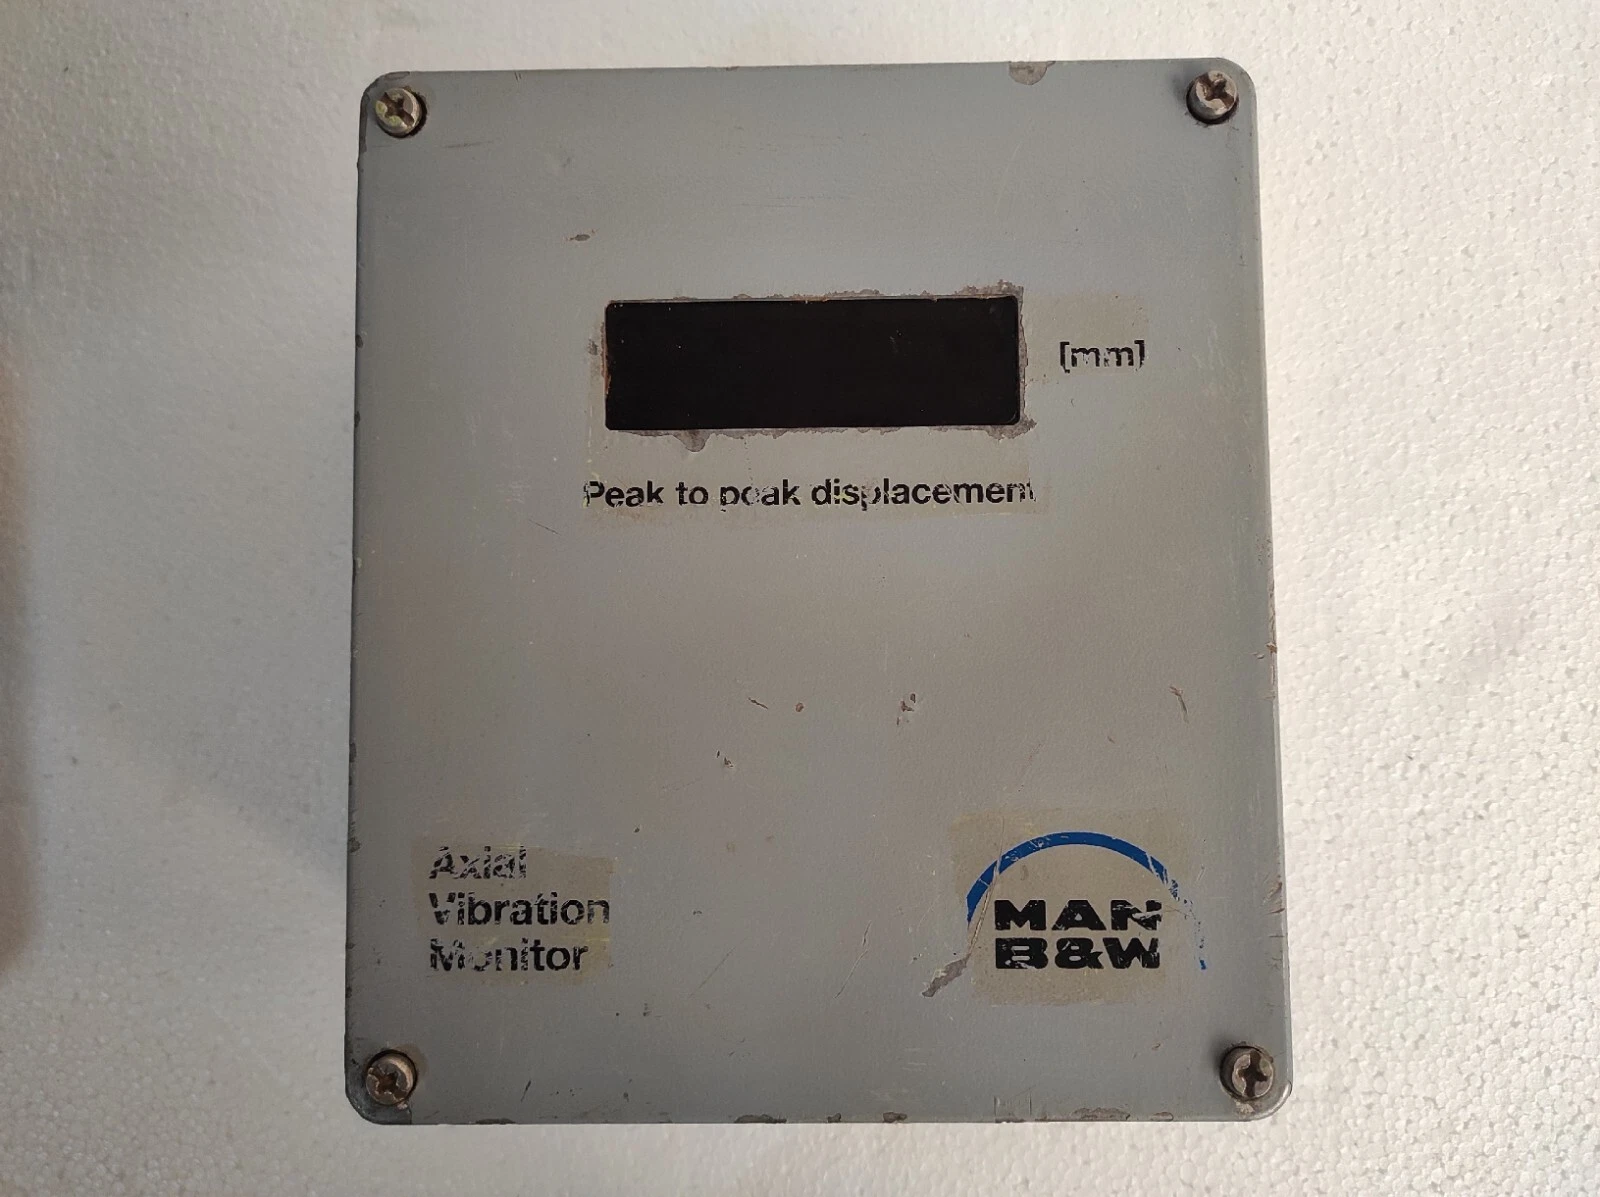 [mm]
Peak to peak displacement
Axial
Vibration
Monitor
MAN
B&W